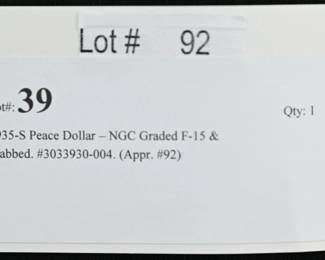 Lot # 92
t#: 39
Qty: 1
35-S Peace Dollar – NGC Graded F-15 &
abbed. #3033930-004. (Appr. #92)